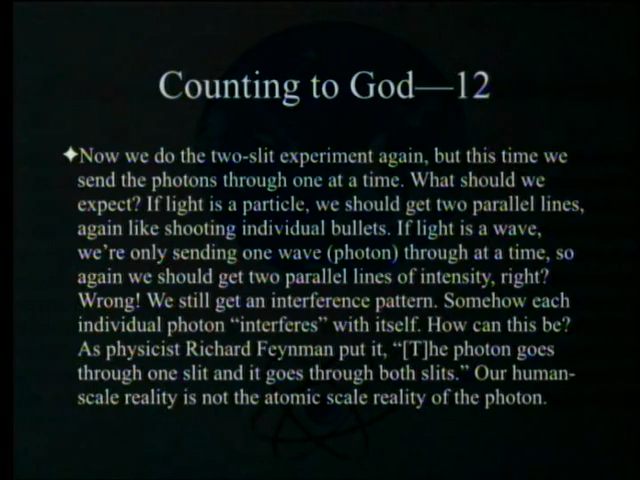 Counting to God—12
✦Now we do the two-slit experiment again, but this time we
send the photons through one at a time. What should we
expect? If light is a particle, we should get two parallel lines,
again like shooting individual bullets. If light is a wave,
we’re only sending one wave (photon) through at a time, so
again we should get two parallel lines of intensity, right?
Wrong! We still get an interference pattern. Somehow each
individual photon “interferes” with itself. How can this be?
As physicist Richard Feynman put it, “[T]he photon goes
through one slit and it goes through both slits.” Our human-
scale reality is not the atomic scale reality of the photon.